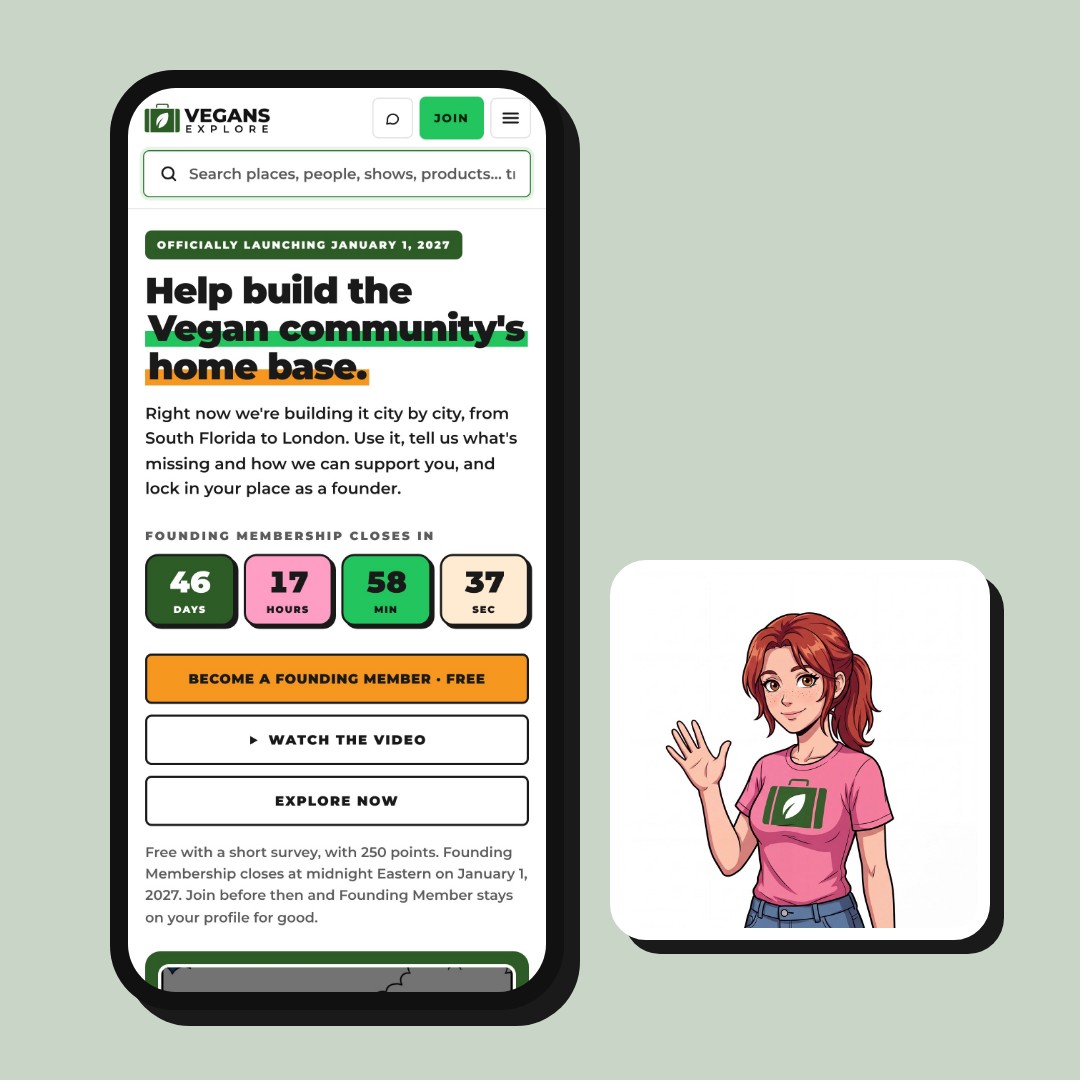 VEGANS
EXPLORE
JOIN
Search places, people, shows, products...
OFFICIALLY LAUNCHING JANUARY 1, 2027
Help build the
Vegan community's
home base.
Right now we're building it city by city, from
South Florida to London. Use it, tell us what's
missing and how we can support you, and
lock in your place as a founder.
FOUNDING MEMBERSHIP CLOSES IN
46 17 58 37
DAYS HOURS MIN SEC
BECOME A FOUNDING MEMBER · FREE
WATCH THE VIDEO
EXPLORE NOW
Free with a short survey, with 250 points. Founding
Membership closes at midnight Eastern on January 1,
2027. Join before then and Founding Member stays
on your profile for good.